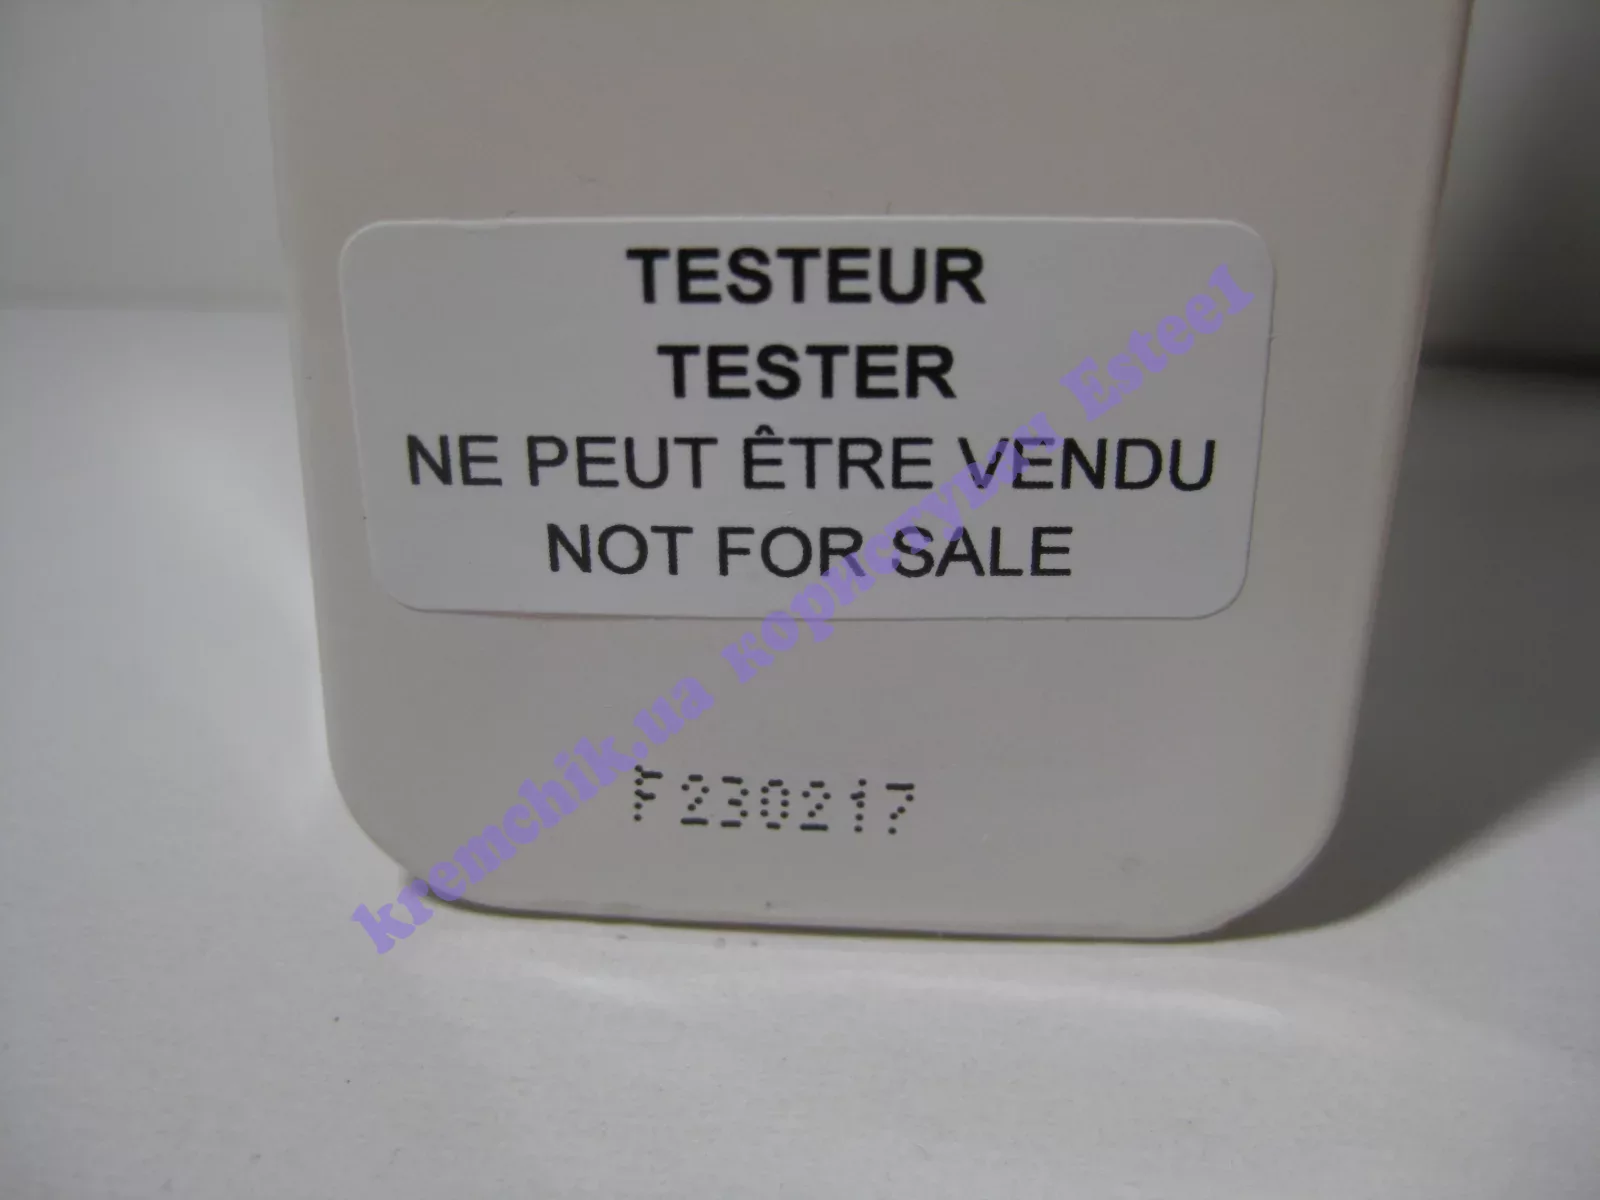 TESTEUR
TESTER
NE PEUT ÊTRE VENDU
NOT FOR SALE
F230217
kremchik.ua користувач Esteel